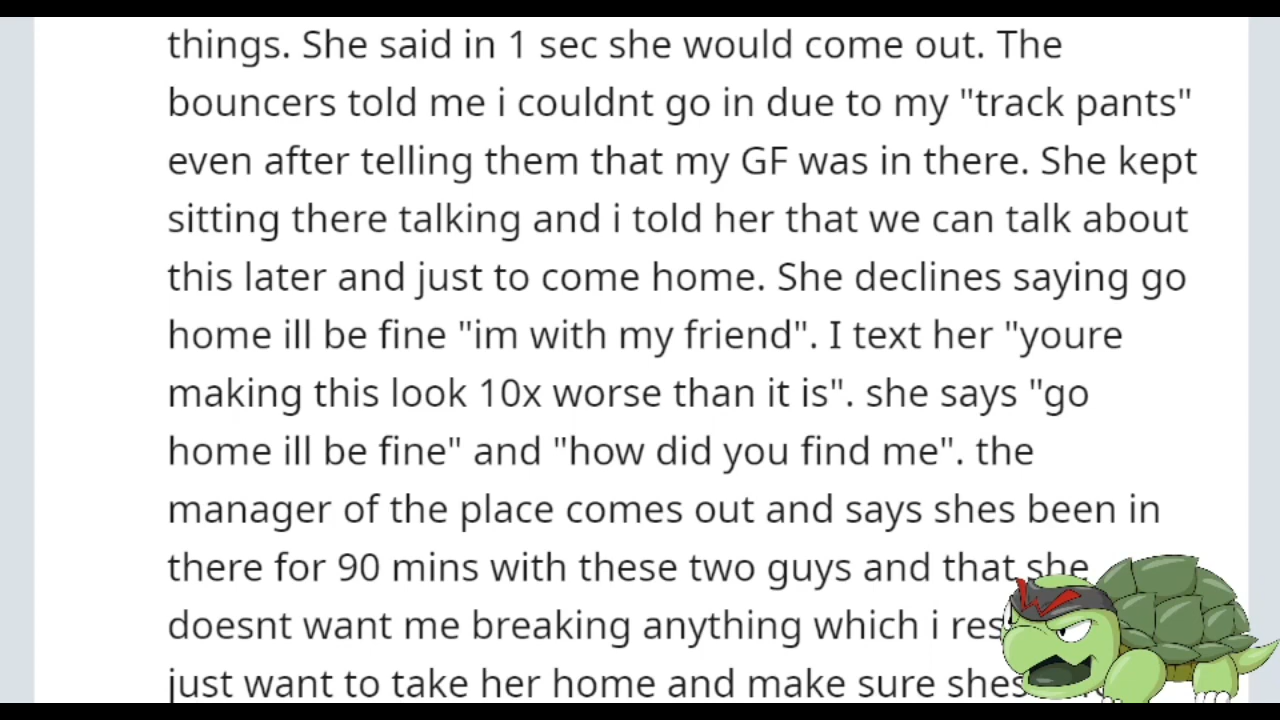 things. She said in 1 sec she would come out. The
bouncers told me i couldnt go in due to my "track pants"
even after telling them that my GF was in there. She kept
sitting there talking and i told her that we can talk about
this later and just to come home. She declines saying go
home ill be fine "im with my friend". I text her "youre
making this look 10x worse than it is". she says "go
home ill be fine" and "how did you find me". the
manager of the place comes out and says shes been in
there for 90 mins with these two guys and that she
doesnt want me breaking anything which i
just want to take her home and make sure shes